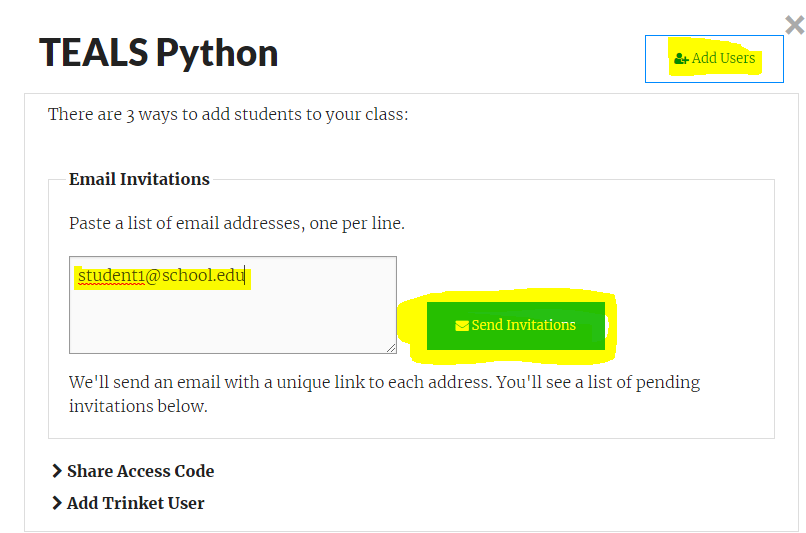 TEALS Python
Add Users
There are 3 ways to add students to your class:
Email Invitations
Paste a list of email addresses, one per line.
student1@school.edu
Send Invitations
We'll send an email with a unique link to each address. You'll see a list of pending
invitations below.
Share Access Code
Add Trinket User